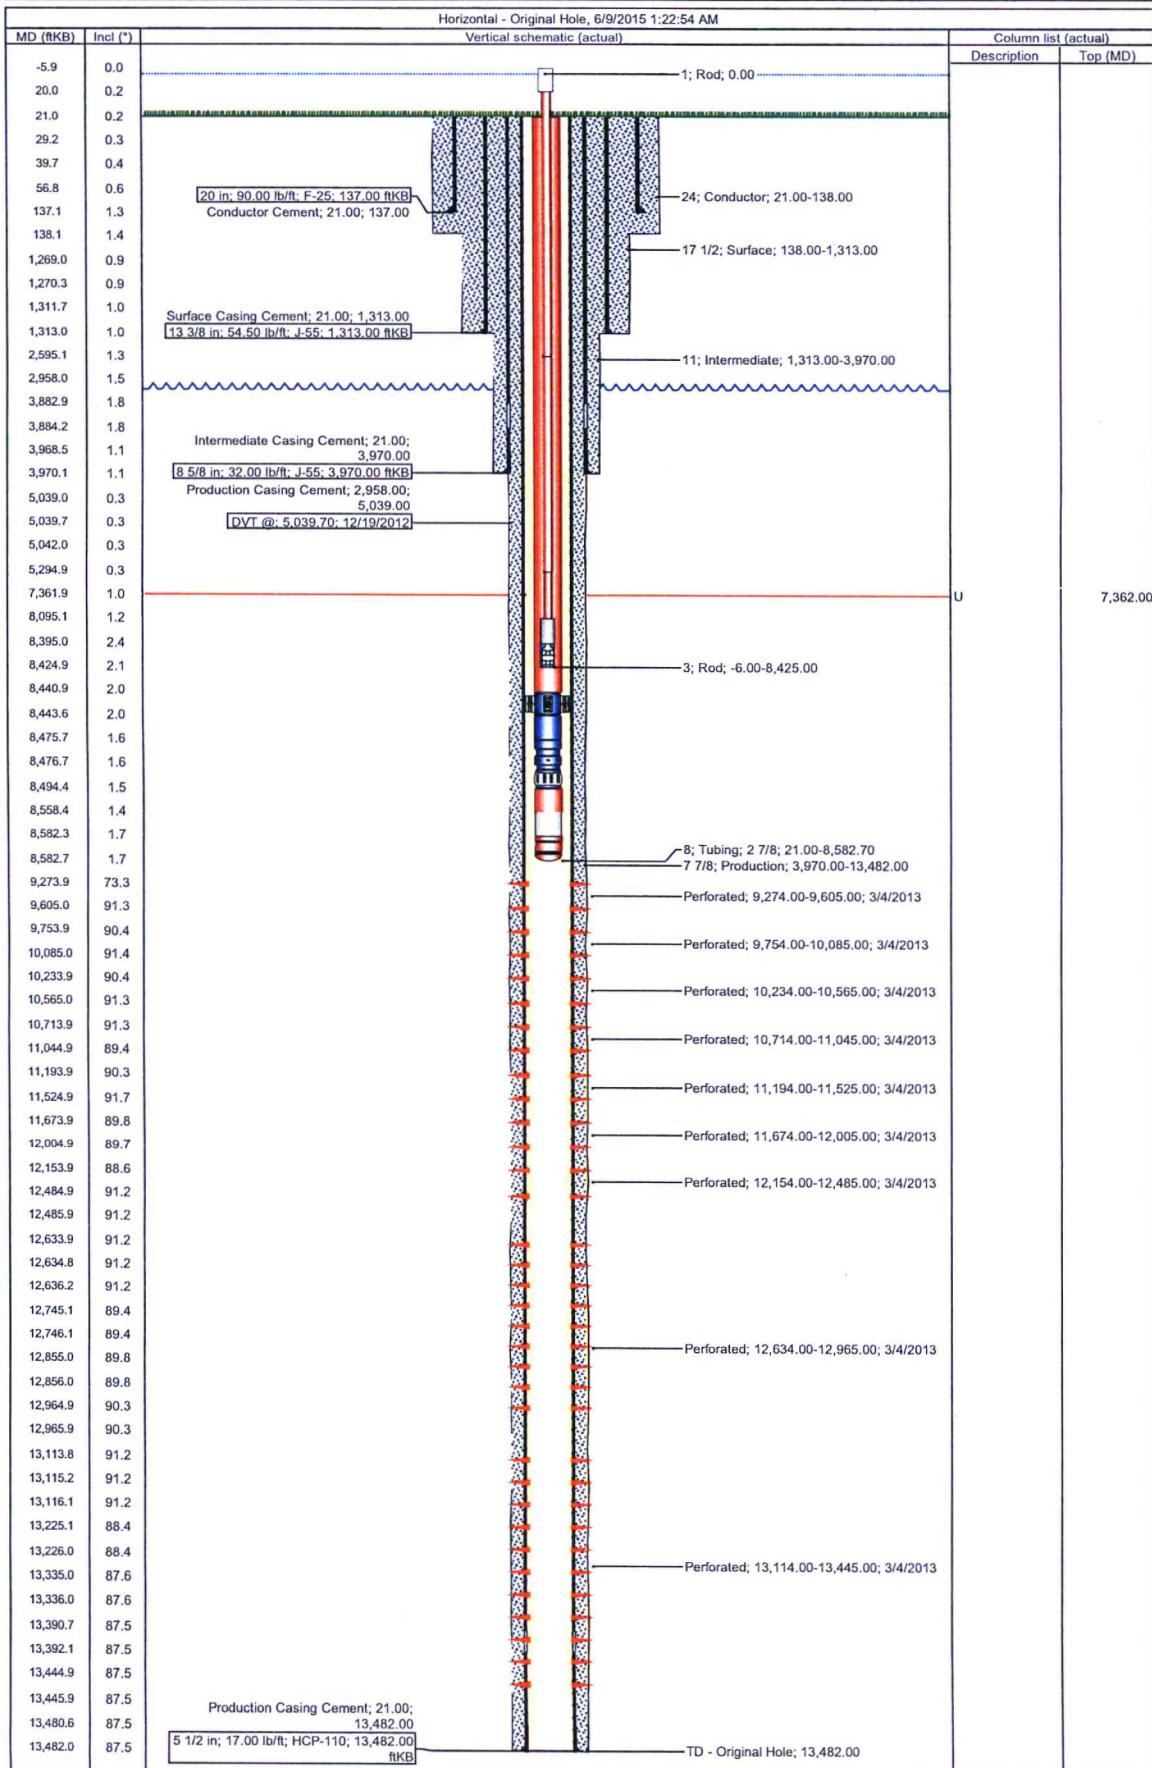 Horizontal - Original Hole, 6/9/2015 1:22:54 AM
MD (ftKB) Incl (°) Vertical schematic (actual) Column list (actual)
Description Top (MD)
-5.9 0.0
1; Rod; 0.00
20.0 0.2
21.0 0.2
29.2 0.3
39.7 0.4
56.8 0.6
20 in; 90.00 lb/ft; F-25; 137.00 ftKB
24; Conductor; 21.00-138.00
137.1 1.3
Conductor Cement; 21.00; 137.00
138.1 1.4
17 1/2; Surface; 138.00-1,313.00
1,269.0 0.9
1,270.3 0.9
1,311.7 1.0
Surface Casing Cement; 21.00; 1,313.00
1,313.0 1.0
13 3/8 in; 54.50 lb/ft; J-55; 1,313.00 ftKB
2,595.1 1.3
11; Intermediate; 1,313.00-3,970.00
2,958.0 1.5
3,882.9 1.8
3,884.2 1.8
Intermediate Casing Cement; 21.00;
3,970.00
3,968.5 1.1
3,970.1 1.1
8 5/8 in; 32.00 lb/ft; J-55; 3,970.00 ftKB
Production Casing Cement; 2,958.00;
5,039.00
5,039.0 0.3
5,039.7 0.3
DVT @; 5,039.70; 12/19/2012
5,042.0 0.3
5,294.9 0.3
7,361.9 1.0
U 7,362.00
8,095.1 1.2
8,395.0 2.4
8,424.9 2.1
3; Rod; -6.00-8,425.00
8,440.9 2.0
8,443.6 2.0
8,475.7 1.6
8,476.7 1.6
8,494.4 1.5
8,558.4 1.4
8,582.3 1.7
8; Tubing; 2 7/8; 21.00-8,582.70
8,582.7 1.7
7 7/8; Production; 3,970.00-13,482.00
9,273.9 73.3
Perforated; 9,274.00-9,605.00; 3/4/2013
9,605.0 91.3
9,753.9 90.4
Perforated; 9,754.00-10,085.00; 3/4/2013
10,085.0 91.4
10,233.9 90.4
Perforated; 10,234.00-10,565.00; 3/4/2013
10,565.0 91.3
10,713.9 91.3
Perforated; 10,714.00-11,045.00; 3/4/2013
11,044.9 89.4
11,193.9 90.3
Perforated; 11,194.00-11,525.00; 3/4/2013
11,524.9 91.7
11,673.9 89.8
Perforated; 11,674.00-12,005.00; 3/4/2013
12,004.9 89.7
12,153.9 88.6
Perforated; 12,154.00-12,485.00; 3/4/2013
12,484.9 91.2
12,485.9 91.2
12,633.9 91.2
12,634.8 91.2
12,636.2 91.2
12,745.1 89.4
12,746.1 89.4
Perforated; 12,634.00-12,965.00; 3/4/2013
12,855.0 89.8
12,856.0 89.8
12,964.9 90.3
12,965.9 90.3
13,113.8 91.2
13,115.2 91.2
13,116.1 91.2
13,225.1 88.4
13,226.0 88.4
Perforated; 13,114.00-13,445.00; 3/4/2013
13,335.0 87.6
13,336.0 87.6
13,390.7 87.5
13,392.1 87.5
13,444.9 87.5
13,445.9 87.5
Production Casing Cement; 21.00;
13,482.00
13,480.6 87.5
5 1/2 in; 17.00 lb/ft; HCP-110; 13,482.00
ftKB
13,482.0 87.5
TD - Original Hole; 13,482.00